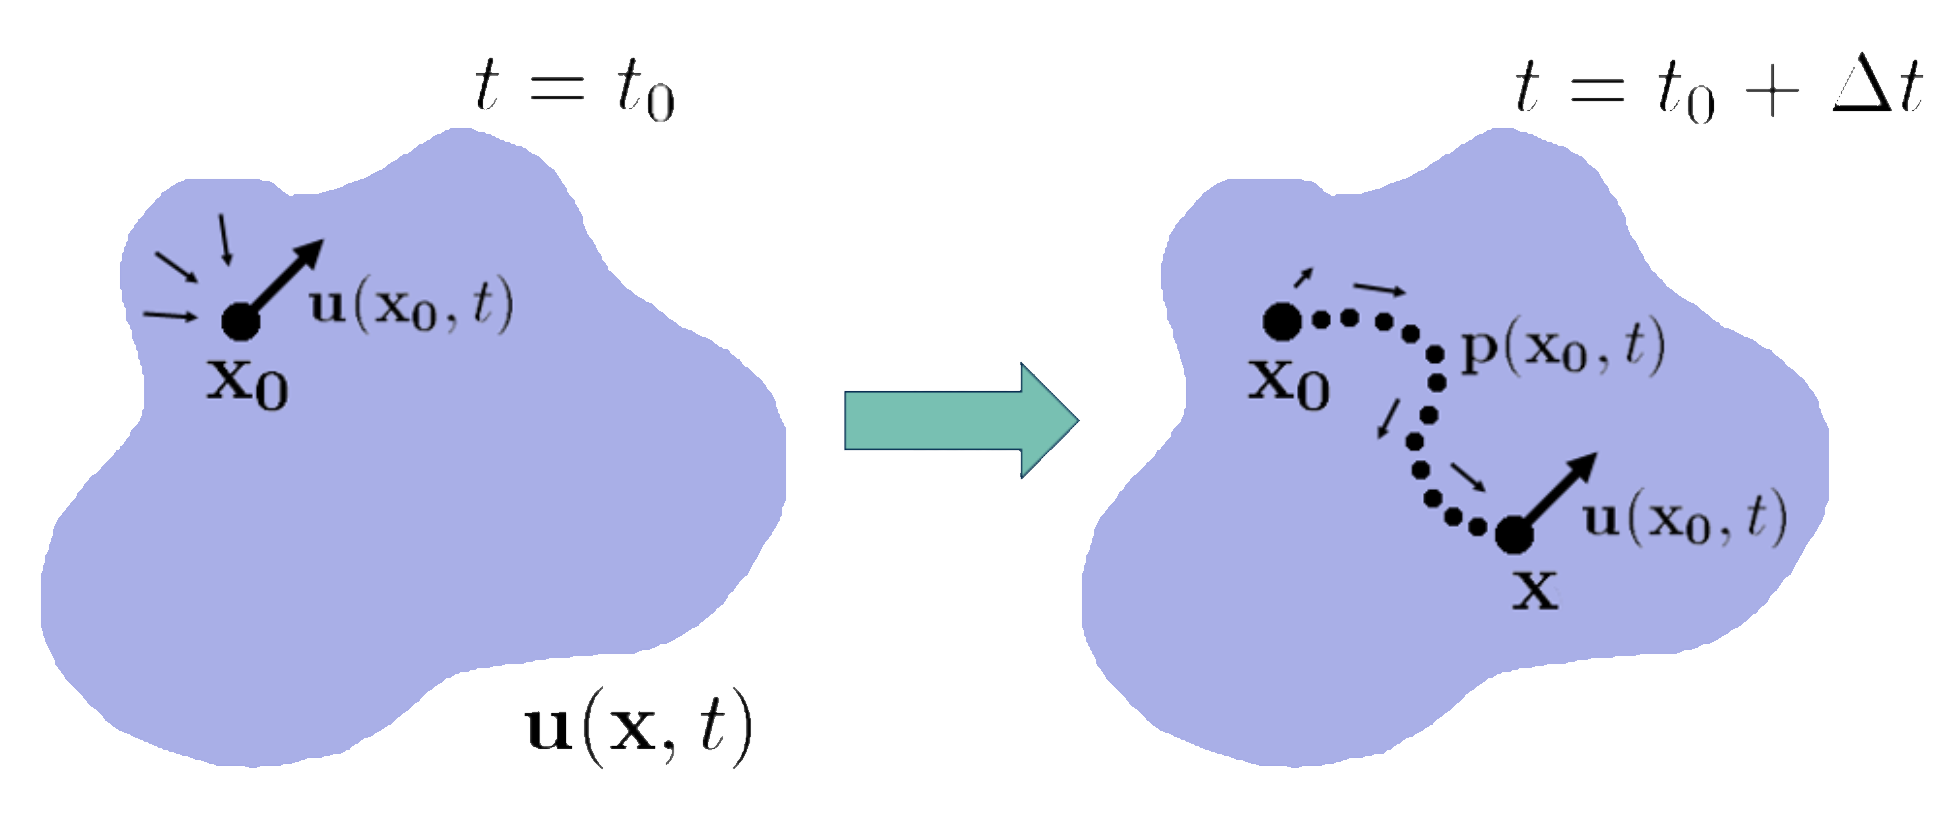 t = t₀
u(x₀, t)
x₀
u(x, t)
t = t₀ + Δt
p(x₀, t)
x₀
u(x₀, t)
x